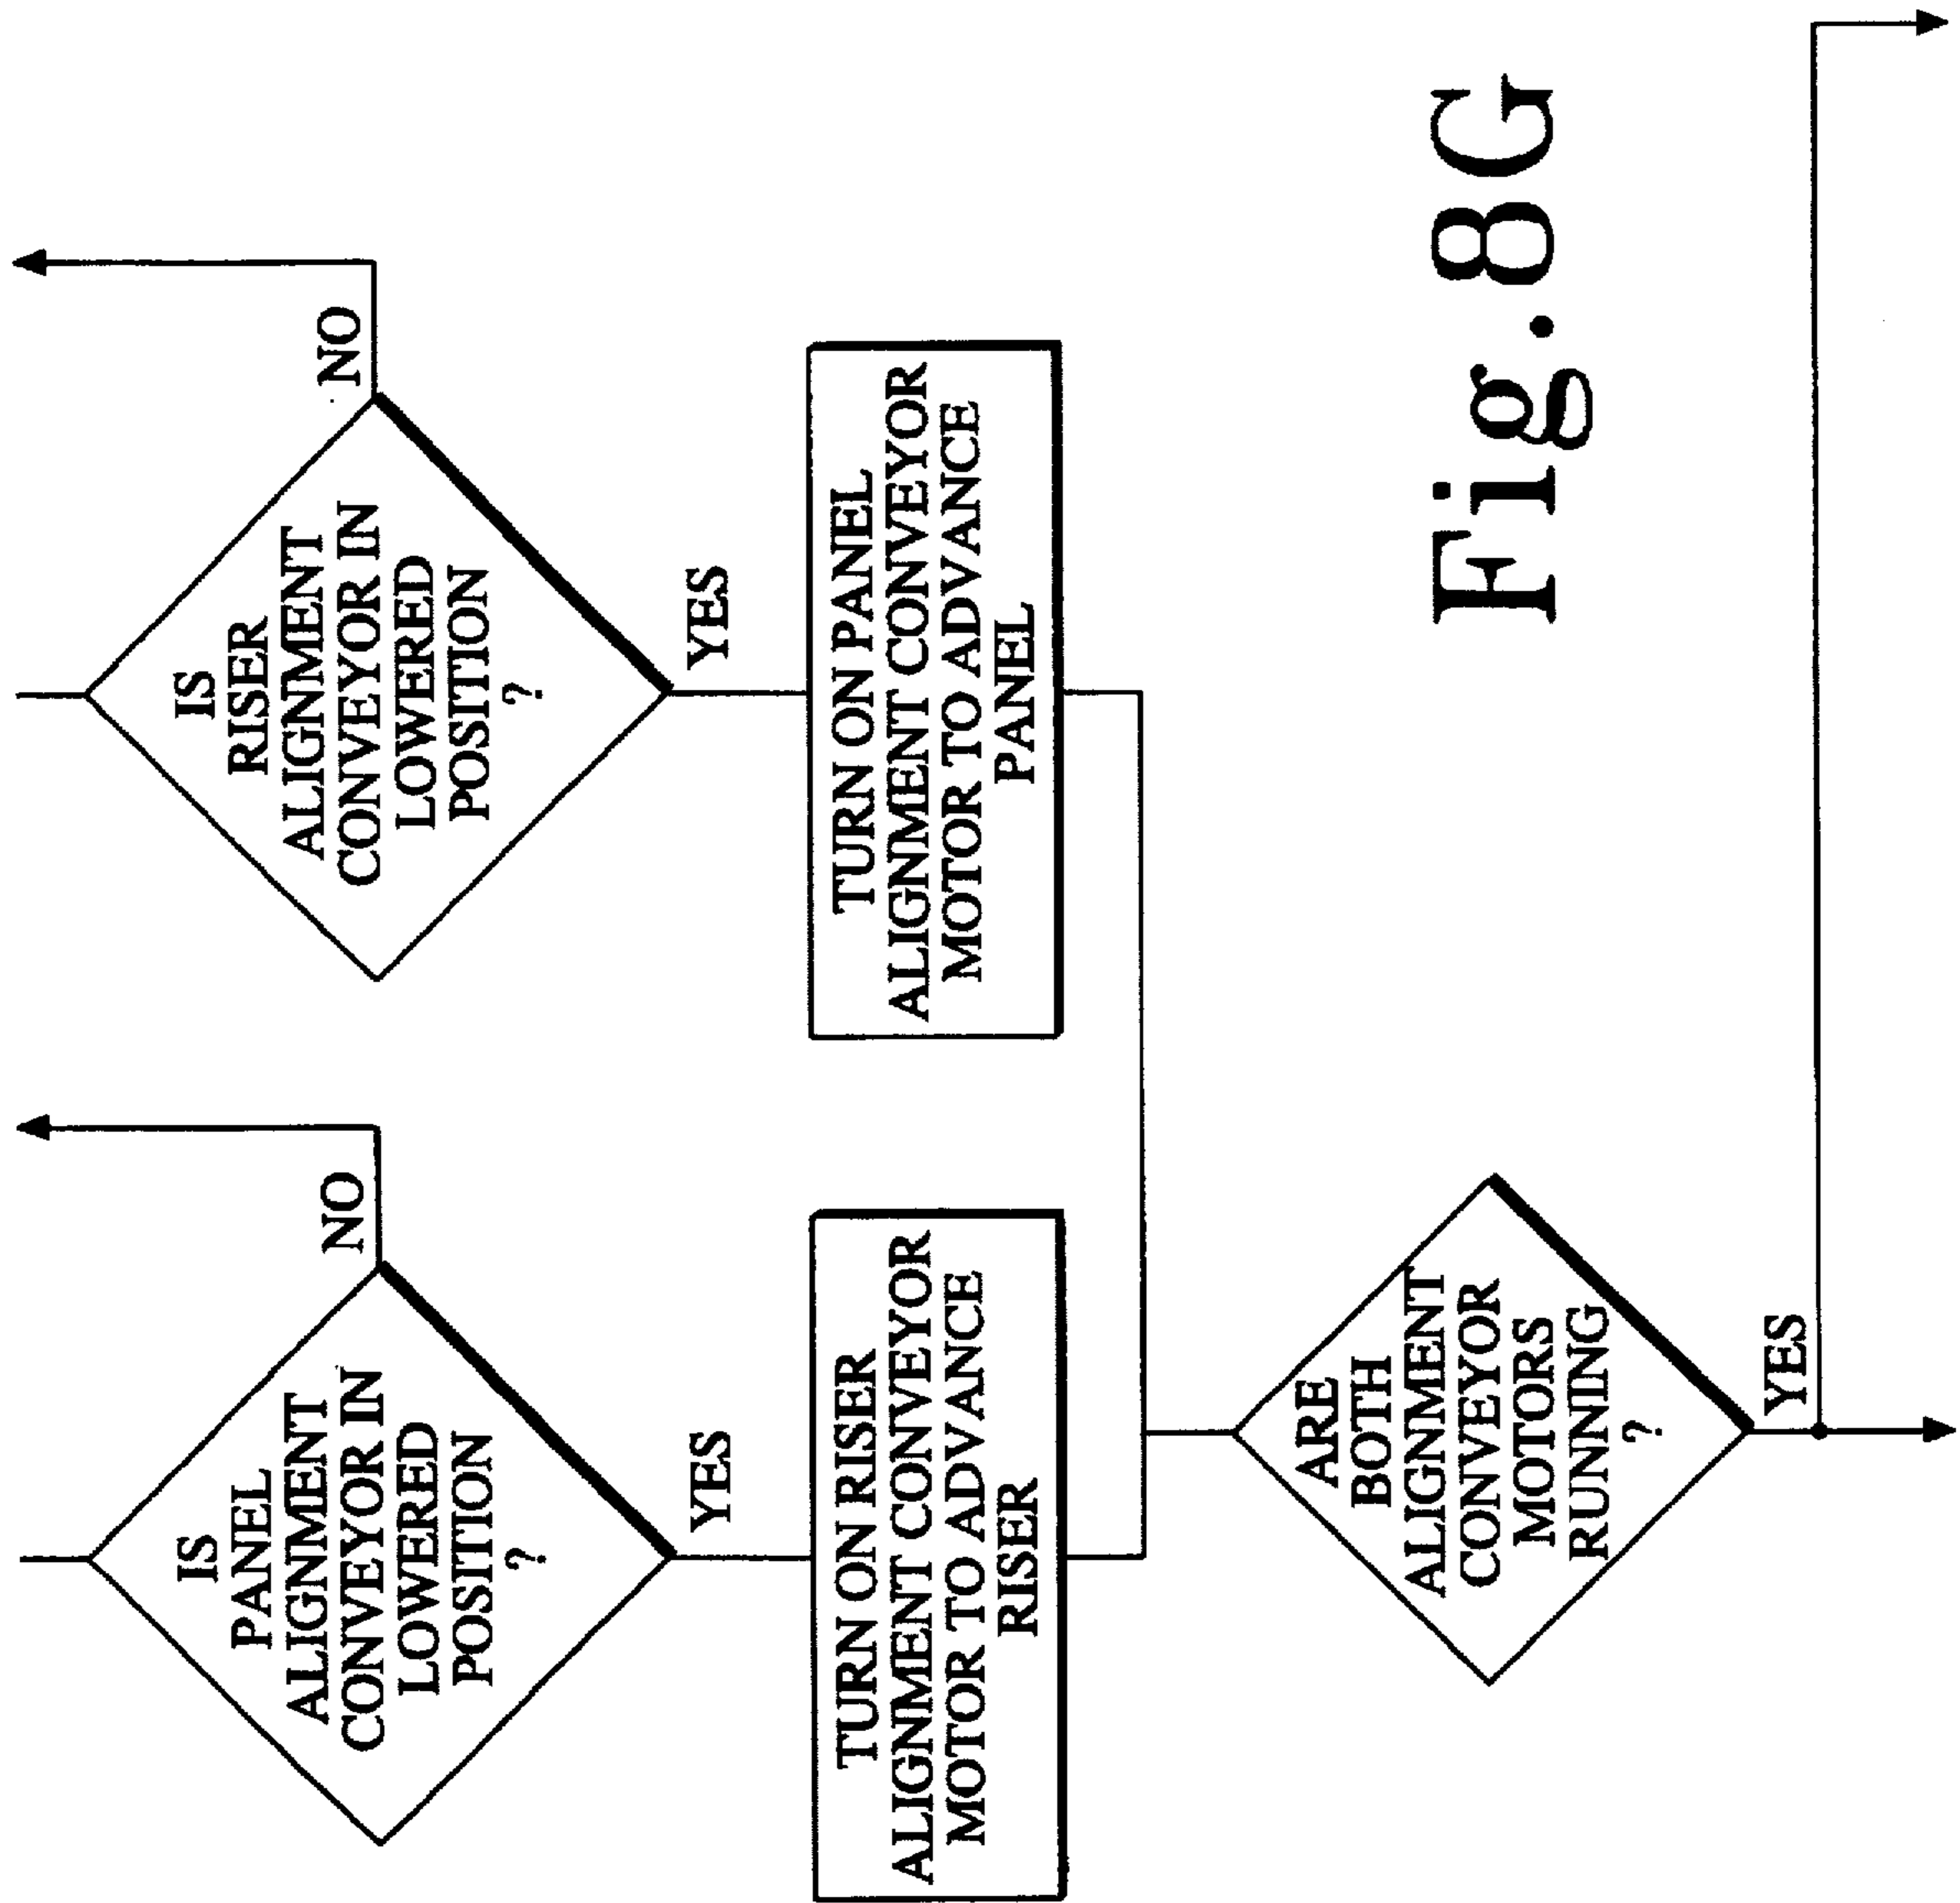 IS
PANEL
ALIGNMENT
CONVEYOR IN
LOWERED
POSITION
?
NO
YES
TURN ON RISER
ALIGNMENT CONVEYOR
MOTOR TO ADVANCE
RISER
IS
RISER
ALIGNMENT
CONVEYOR IN
LOWERED
POSITION
?
NO
YES
TURN ON PANEL
ALIGNMENT CONVEYOR
MOTOR TO ADVANCE
PANEL
ARE
BOTH
ALIGNMENT
CONVEYOR
MOTORS
RUNNING
?
YES
Fig.8G